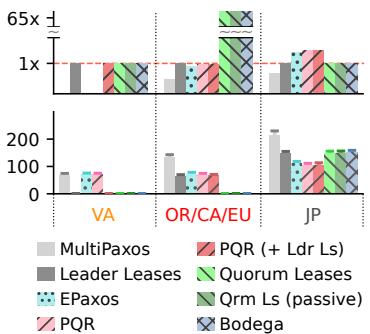 65x
1x
200
100
0
VA OR/CA/EU JP
MultiPaxos PQR (+ Ldr Ls)
Leader Leases Quorum Leases
EPaxos Qrm Ls (passive)
PQR Bodega